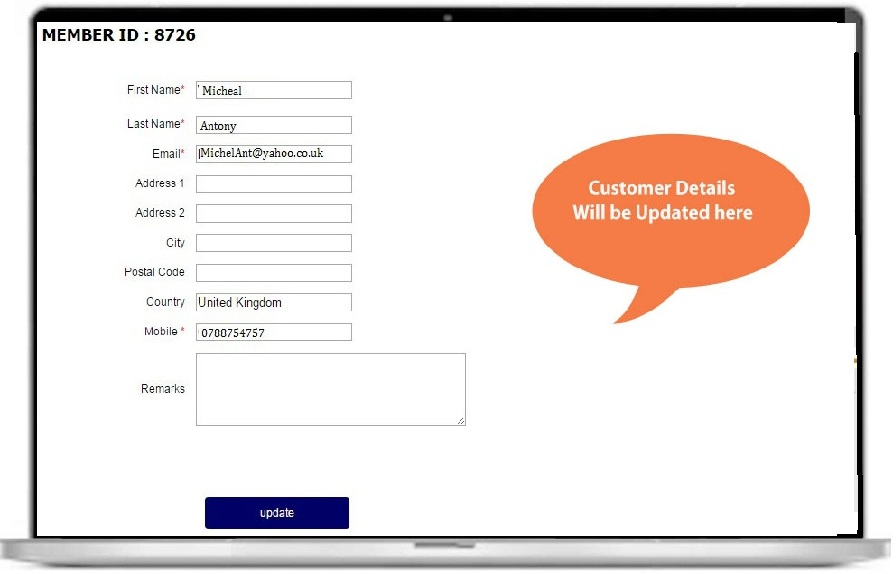 MEMBER ID : 8726
First Name* ' Micheal
Last Name* Antony
Email* |MichelAnt@yahoo.co.uk
Address 1
Address 2
City
Postal Code
Country United Kingdom
Mobile * 0788754757
Remarks
update
Customer Details
Will be Updated here